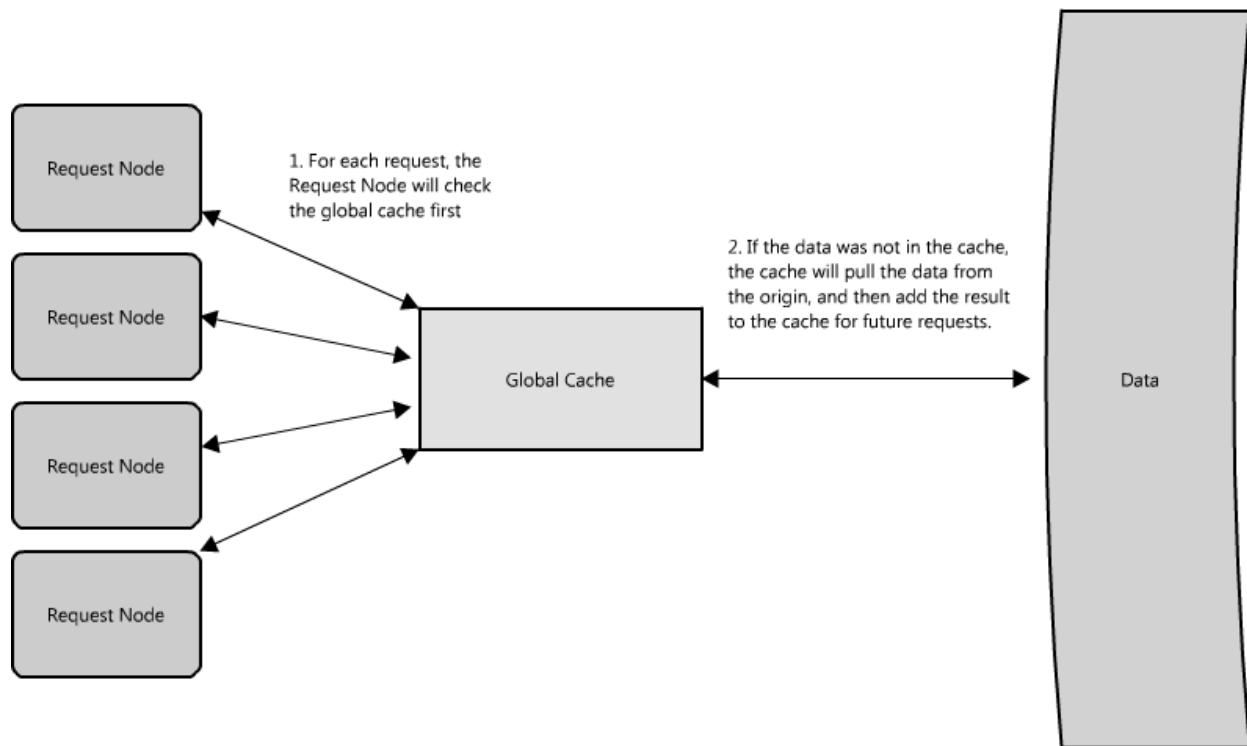 Request Node
1. For each request, the
Request Node will check
the global cache first
2. If the data was not in the cache,
the cache will pull the data from
the origin, and then add the result
to the cache for future requests.
Request Node
Global Cache
Data
Request Node
Request Node